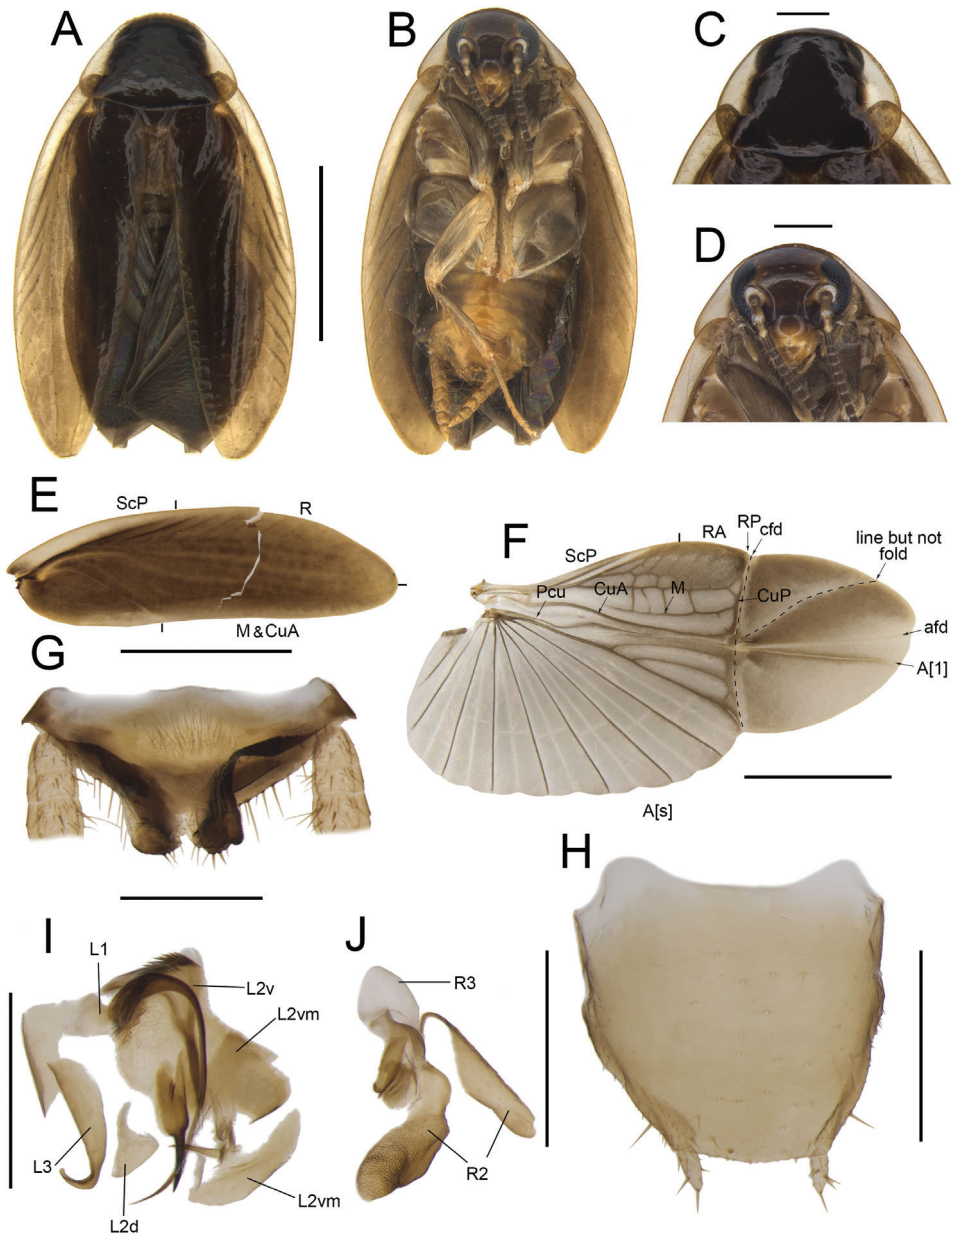 A
B
C
D
E
ScP
R
M & CuA
F
ScP
RA
RP
cfd
line but not
fold
Pcu
CuA
M
CuP
afd
A[1]
A[s]
G
H
I
L1
L2v
L2vm
L3
L2d
L2vm
J
R3
R2